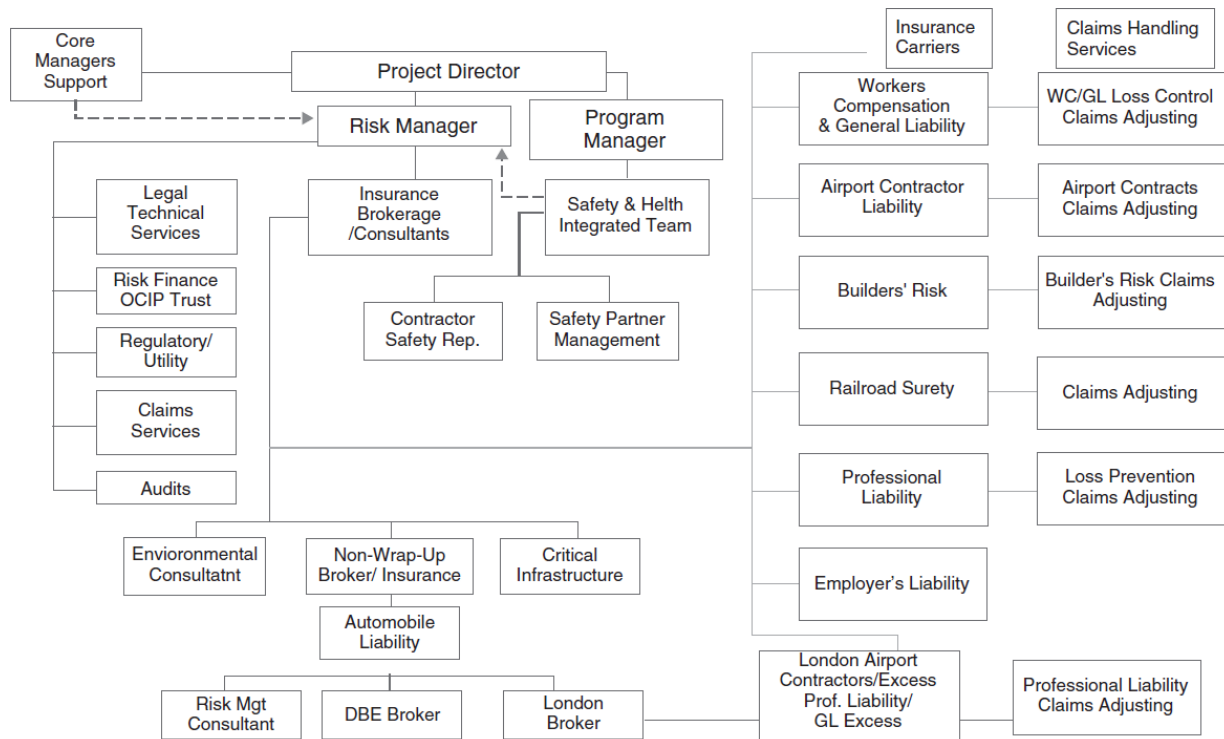 Core
Managers
Support
Project Director
Risk Manager
Program
Manager
Legal
Technical
Services
Risk Finance
OCIP Trust
Regulatory/
Utility
Claims
Services
Audits
Insurance
Brokerage
/Consultants
Safety & Helth
Integrated Team
Contractor
Safety Rep.
Safety Partner
Management
Envioronmental
Consultatnt
Non-Wrap-Up
Broker/ Insurance
Critical
Infrastructure
Automobile
Liability
Risk Mgt
Consultant
DBE Broker
London
Broker
Insurance
Carriers
Claims Handling
Services
Workers
Compensation
& General Liability
WC/GL Loss Control
Claims Adjusting
Airport Contractor
Liability
Airport Contracts
Claims Adjusting
Builders' Risk
Builder's Risk Claims
Adjusting
Railroad Surety
Claims Adjusting
Professional
Liability
Loss Prevention
Claims Adjusting
Employer's Liability
London Airport
Contractors/Excess
Prof. Liability/
GL Excess
Professional Liability
Claims Adjusting